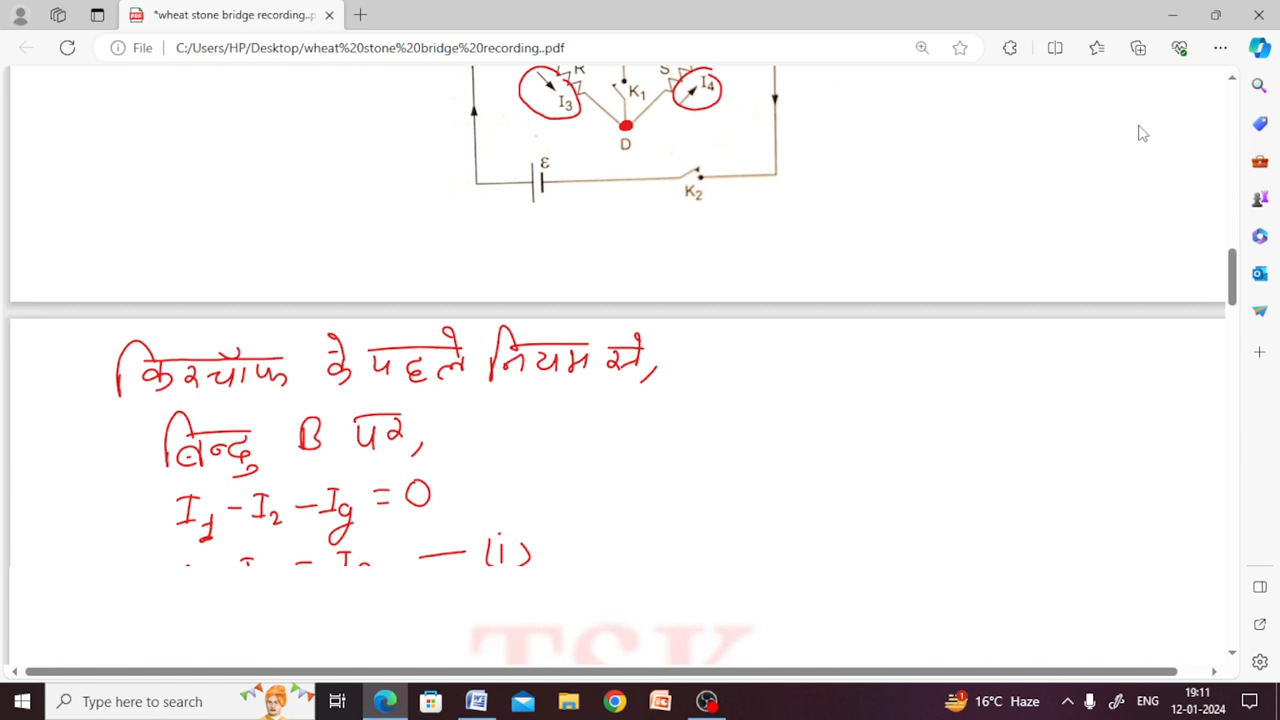 *wheat stone bridge recording..p
File C:/Users/HP/Desktop/wheat%20stone%20bridge%20recording..pdf
R S
I3 K1 I4
D
ε
K2
किरचॉफ के पहले नियम से,
बिन्दु B पर,
I1 - I2 - Ig = 0
— (i)
TSK
Type here to search
16°C Haze
ENG
19:11
12-01-2024